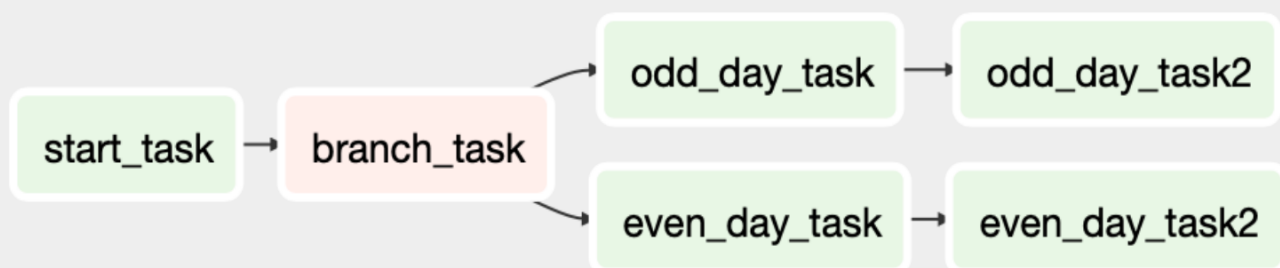 start_task
branch_task
odd_day_task
odd_day_task2
even_day_task
even_day_task2